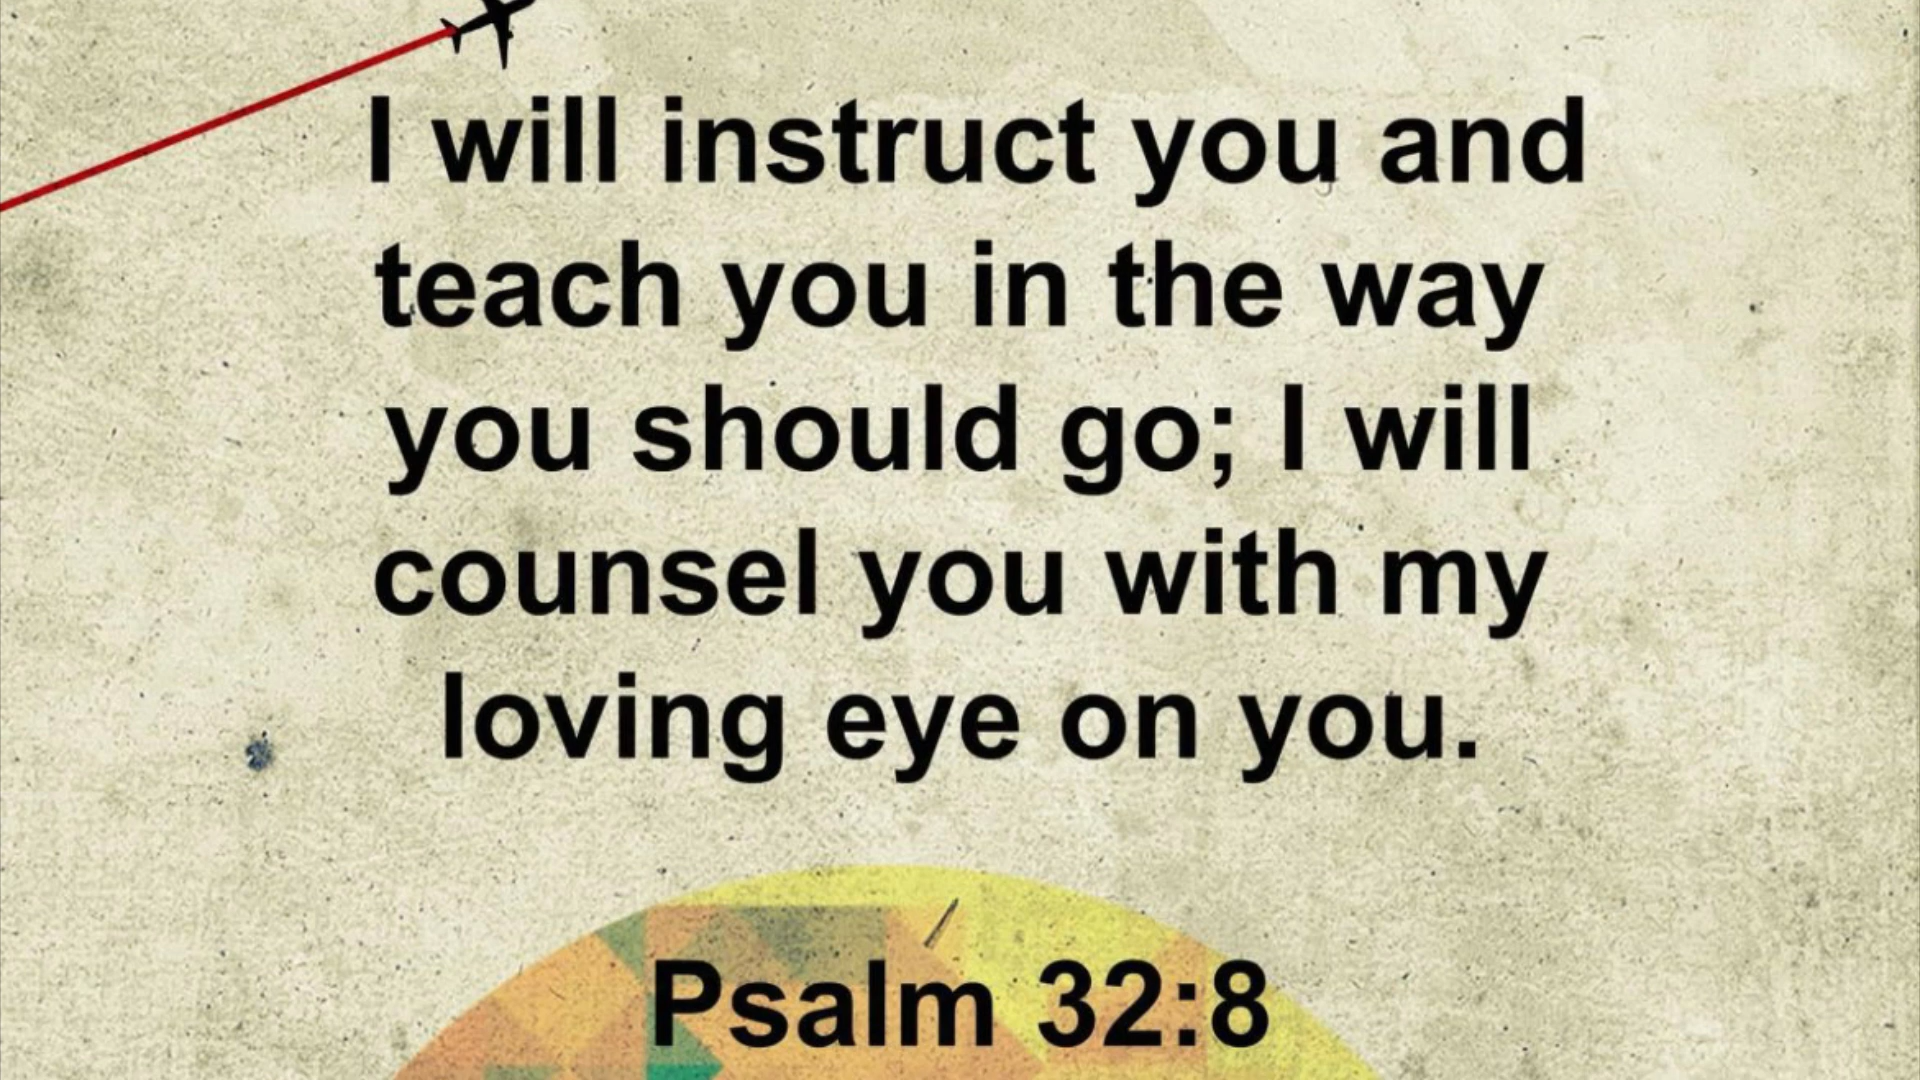 I will instruct you and
teach you in the way
you should go; I will
counsel you with my
loving eye on you.
Psalm 32:8